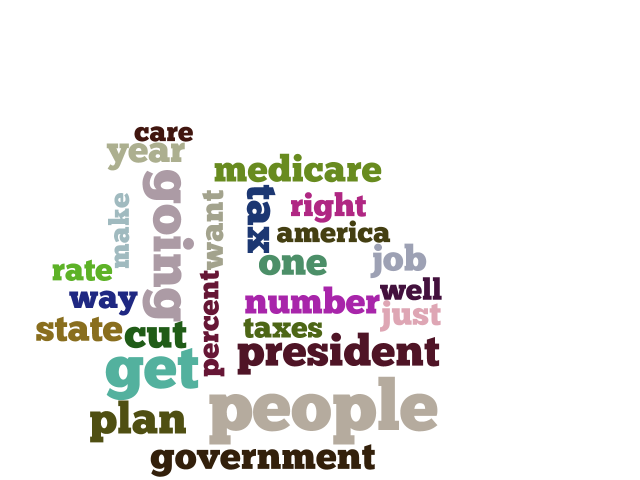 care
year
medicare
going
tax
want
right
make
america
one
job
rate
way
percent
number
well
just
state
cut
taxes
president
get
people
plan
government